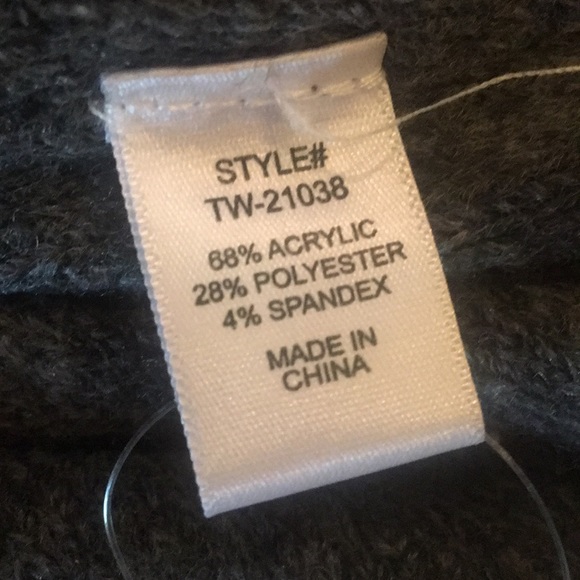 STYLE#
TW-21038
68% ACRYLIC
28% POLYESTER
4% SPANDEX
MADE IN
CHINA